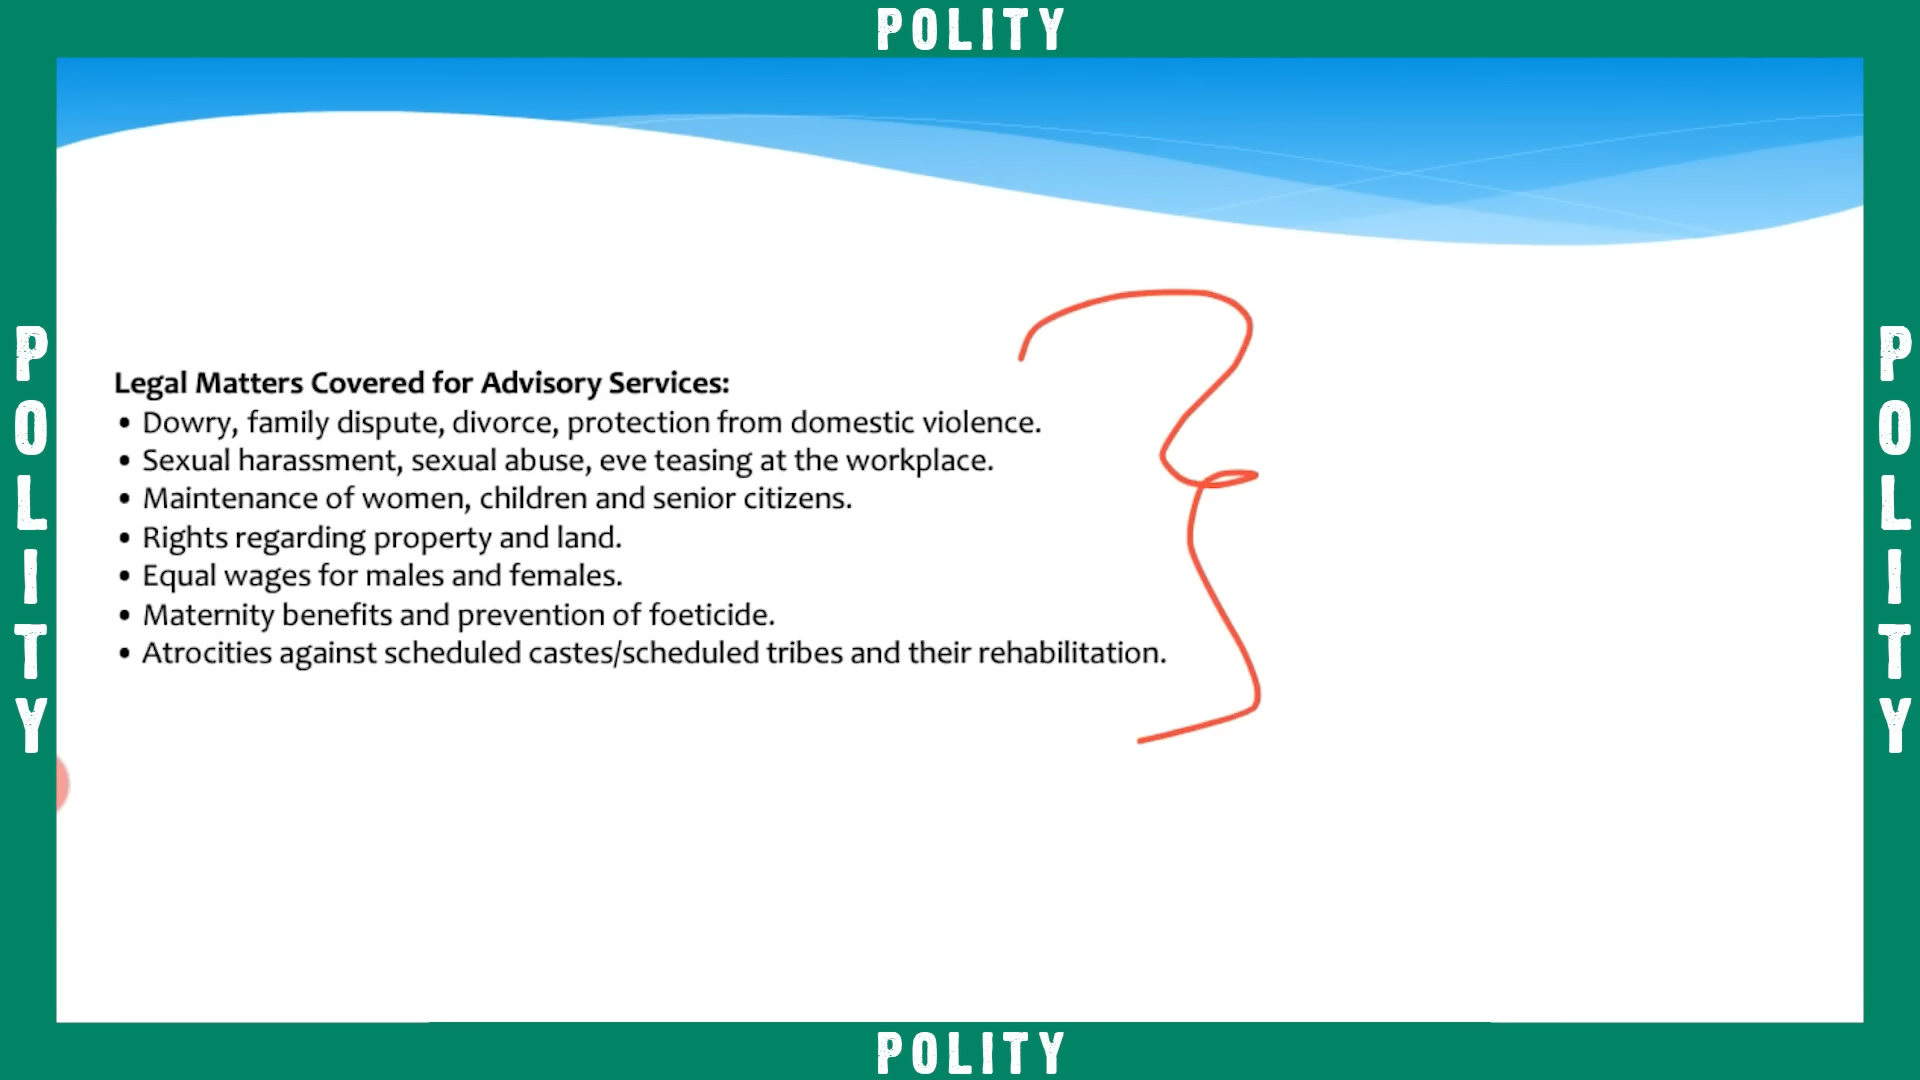 POLITY
POLITY
POLITY
Legal Matters Covered for Advisory Services:
• Dowry, family dispute, divorce, protection from domestic violence.
• Sexual harassment, sexual abuse, eve teasing at the workplace.
• Maintenance of women, children and senior citizens.
• Rights regarding property and land.
• Equal wages for males and females.
• Maternity benefits and prevention of foeticide.
• Atrocities against scheduled castes/scheduled tribes and their rehabilitation.
POLITY